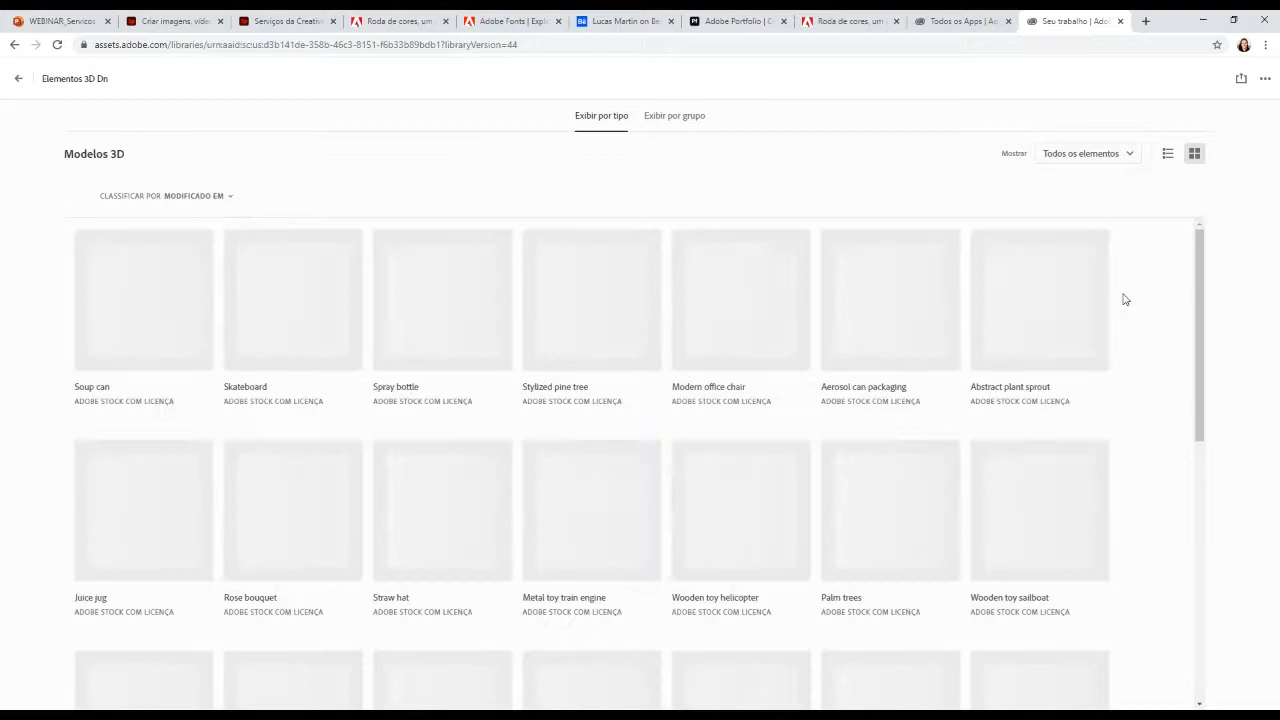 WEBINAR_Servicos
Criar imagens, víde
Serviços da Creative
Roda de cores, um
Adobe Fonts | Explo
Lucas Martin on Be
Adobe Portfolio | C
Roda de cores, um
Todos os Apps | Ado
Seu trabalho | Ado
assets.adobe.com/libraries/urn:aaid:sc:us:d3b141de-358b-46c3-8151-f6b33b89bdb1?libraryVersion=44
Elementos 3D Dn
Exibir por tipo
Exibir por grupo
Modelos 3D
Mostrar
Todos os elementos
CLASSIFICAR POR MODIFICADO EM
Soup can
Skateboard
Spray bottle
Stylized pine tree
Modern office chair
Aerosol can packaging
Abstract plant sprout
ADOBE STOCK COM LICENÇA
ADOBE STOCK COM LICENÇA
ADOBE STOCK COM LICENÇA
ADOBE STOCK COM LICENÇA
ADOBE STOCK COM LICENÇA
ADOBE STOCK COM LICENÇA
ADOBE STOCK COM LICENÇA
Juice jug
Rose bouquet
Straw hat
Metal toy train engine
Wooden toy helicopter
Palm trees
Wooden toy sailboat
ADOBE STOCK COM LICENÇA
ADOBE STOCK COM LICENÇA
ADOBE STOCK COM LICENÇA
ADOBE STOCK COM LICENÇA
ADOBE STOCK COM LICENÇA
ADOBE STOCK COM LICENÇA
ADOBE STOCK COM LICENÇA